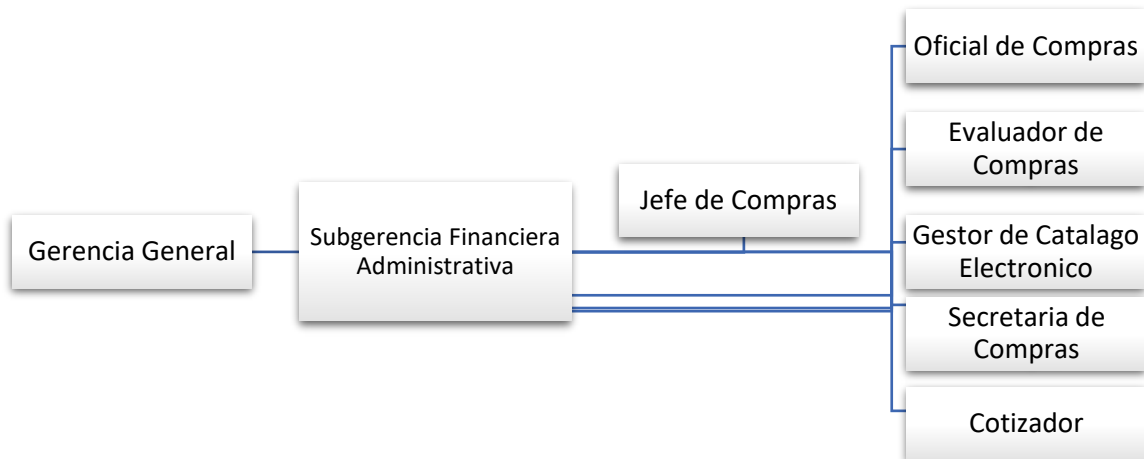 Gerencia General
Subgerencia Financiera
Administrativa
Jefe de Compras
Oficial de Compras
Evaluador de
Compras
Gestor de Catalago
Electronico
Secretaria de
Compras
Cotizador